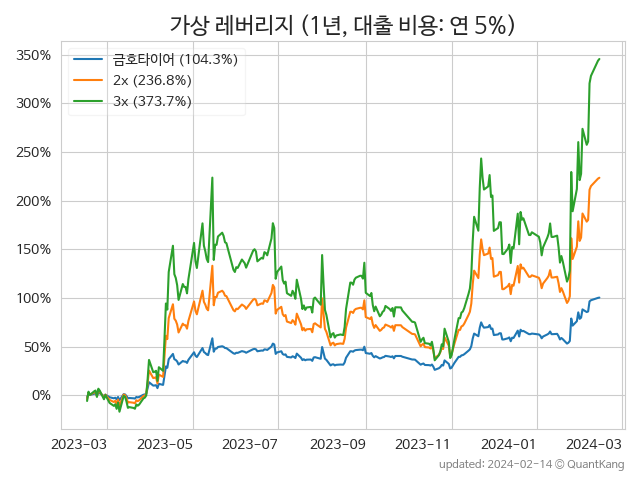 가상 레버리지 (1년, 대출 비용: 연 5%)
350%
300%
250%
200%
150%
100%
50%
0%
금호타이어 (104.3%)
2x (236.8%)
3x (373.7%)
2023-03 2023-05 2023-07 2023-09 2023-11 2024-01 2024-03
updated: 2024-02-14 © QuantKang